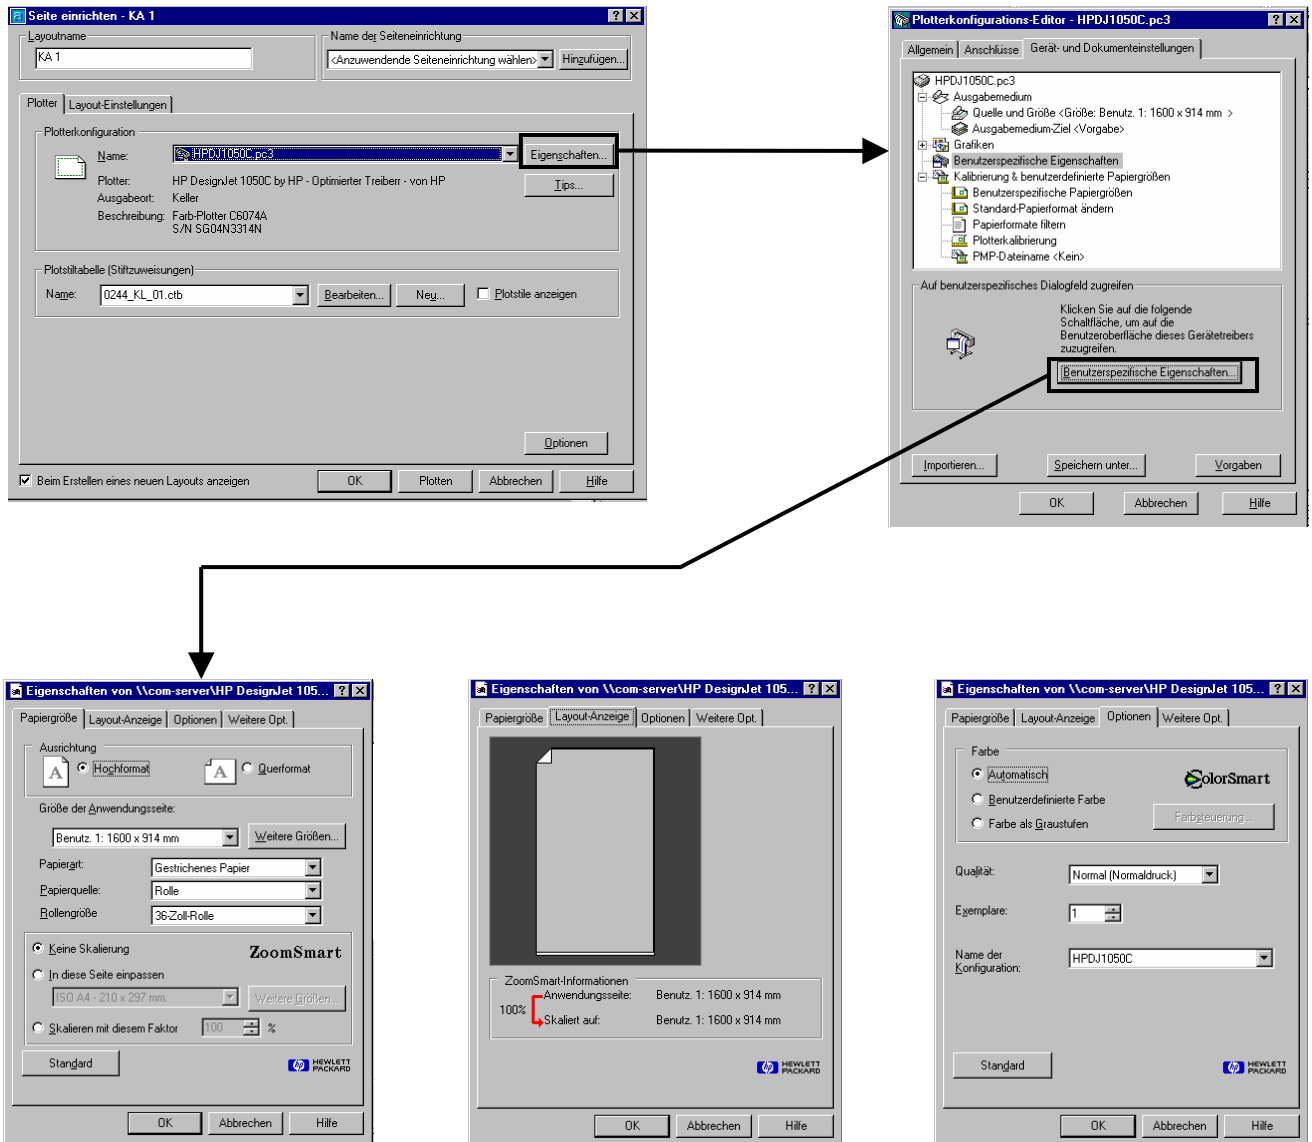 Seite einrichten - KA 1
Layoutname
KA 1
Name der Seiteneinrichtung
<Anzuwendende Seiteneinrichtung wählen>
Hinzufügen...
Plotter
Layout-Einstellungen
Plotterkonfiguration
Name:
HPDJ1050C.pc3
Eigenschaften...
Plotter:
HP DesignJet 1050C by HP - Optimierter Treiberr - von HP
Tips...
Ausgabeort:
Keller
Beschreibung:
Farb-Plotter C6074A
S/N SG04N3314N
Plotstiltabelle (Stiftzuweisungen)
Name:
0244_KL_01.ctb
Bearbeiten...
Neu...
Plotstile anzeigen
Optionen
Beim Erstellen eines neuen Layouts anzeigen
OK
Plotten
Abbrechen
Hilfe
Plotterkonfigurations-Editor - HPDJ1050C.pc3
Allgemein
Anschlüsse
Gerät- und Dokumenteinstellungen
HPDJ1050C.pc3
Ausgabemedium
Quelle und Größe <Größe: Benutz. 1: 1600 x 914 mm >
Ausgabemedium-Ziel <Vorgabe>
Grafiken
Benutzerspezifische Eigenschaften
Kalibrierung & benutzerdefinierte Papiergrößen
Benutzerspezifische Papiergrößen
Standard-Papierformat ändern
Papierformate filtern
Plotterkalibrierung
PMP-Dateiname <Kein>
Auf benutzerspezifisches Dialogfeld zugreifen
Klicken Sie auf die folgende
Schaltfläche, um auf die
Benutzeroberfläche dieses Gerätetreibers
zuzugreifen.
Benutzerspezifische Eigenschaften...
Importieren...
Speichern unter...
Vorgaben
OK
Abbrechen
Hilfe
Eigenschaften von \\com-server\HP DesignJet 105...
Papiergröße
Layout-Anzeige
Optionen
Weitere Opt.
Ausrichtung
A
Hochformat
A
Querformat
Größe der Anwendungsseite:
Benutz. 1: 1600 x 914 mm
Weitere Größen...
Papierart:
Gestrichenes Papier
Papierquelle:
Rolle
Rollengröße
36-Zoll-Rolle
Keine Skalierung
ZoomSmart
In diese Seite einpassen
ISO A4 - 210 x 297 mm.
Weitere Größen...
Skalieren mit diesem Faktor
100
%
Standard
hp HEWLETT
PACKARD
OK
Abbrechen
Hilfe
Eigenschaften von \\com-server\HP DesignJet 105...
Papiergröße
Layout-Anzeige
Optionen
Weitere Opt.
ZoomSmart-Informationen
Anwendungsseite:
Benutz. 1: 1600 x 914 mm
100%
Skaliert auf:
Benutz. 1: 1600 x 914 mm
hp HEWLETT
PACKARD
OK
Abbrechen
Hilfe
Eigenschaften von \\com-server\HP DesignJet 105...
Papiergröße
Layout-Anzeige
Optionen
Weitere Opt.
Farbe
Automatisch
ColorSmart
Benutzerdefinierte Farbe
Farbsteuerung...
Farbe als Graustufen
Qualität:
Normal (Normaldruck)
Exemplare:
1
Name der
Konfiguration:
HPDJ1050C
Standard
hp HEWLETT
PACKARD
OK
Abbrechen
Hilfe